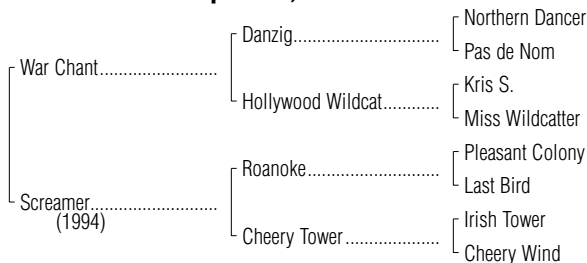 Northern Dancer
Danzig
Pas de Nom
War Chant
Kris S.
Hollywood Wildcat
Miss Wildcatter
Pleasant Colony
Roanoke
Last Bird
Screamer
(1994)
Irish Tower
Cheery Tower
Cheery Wind